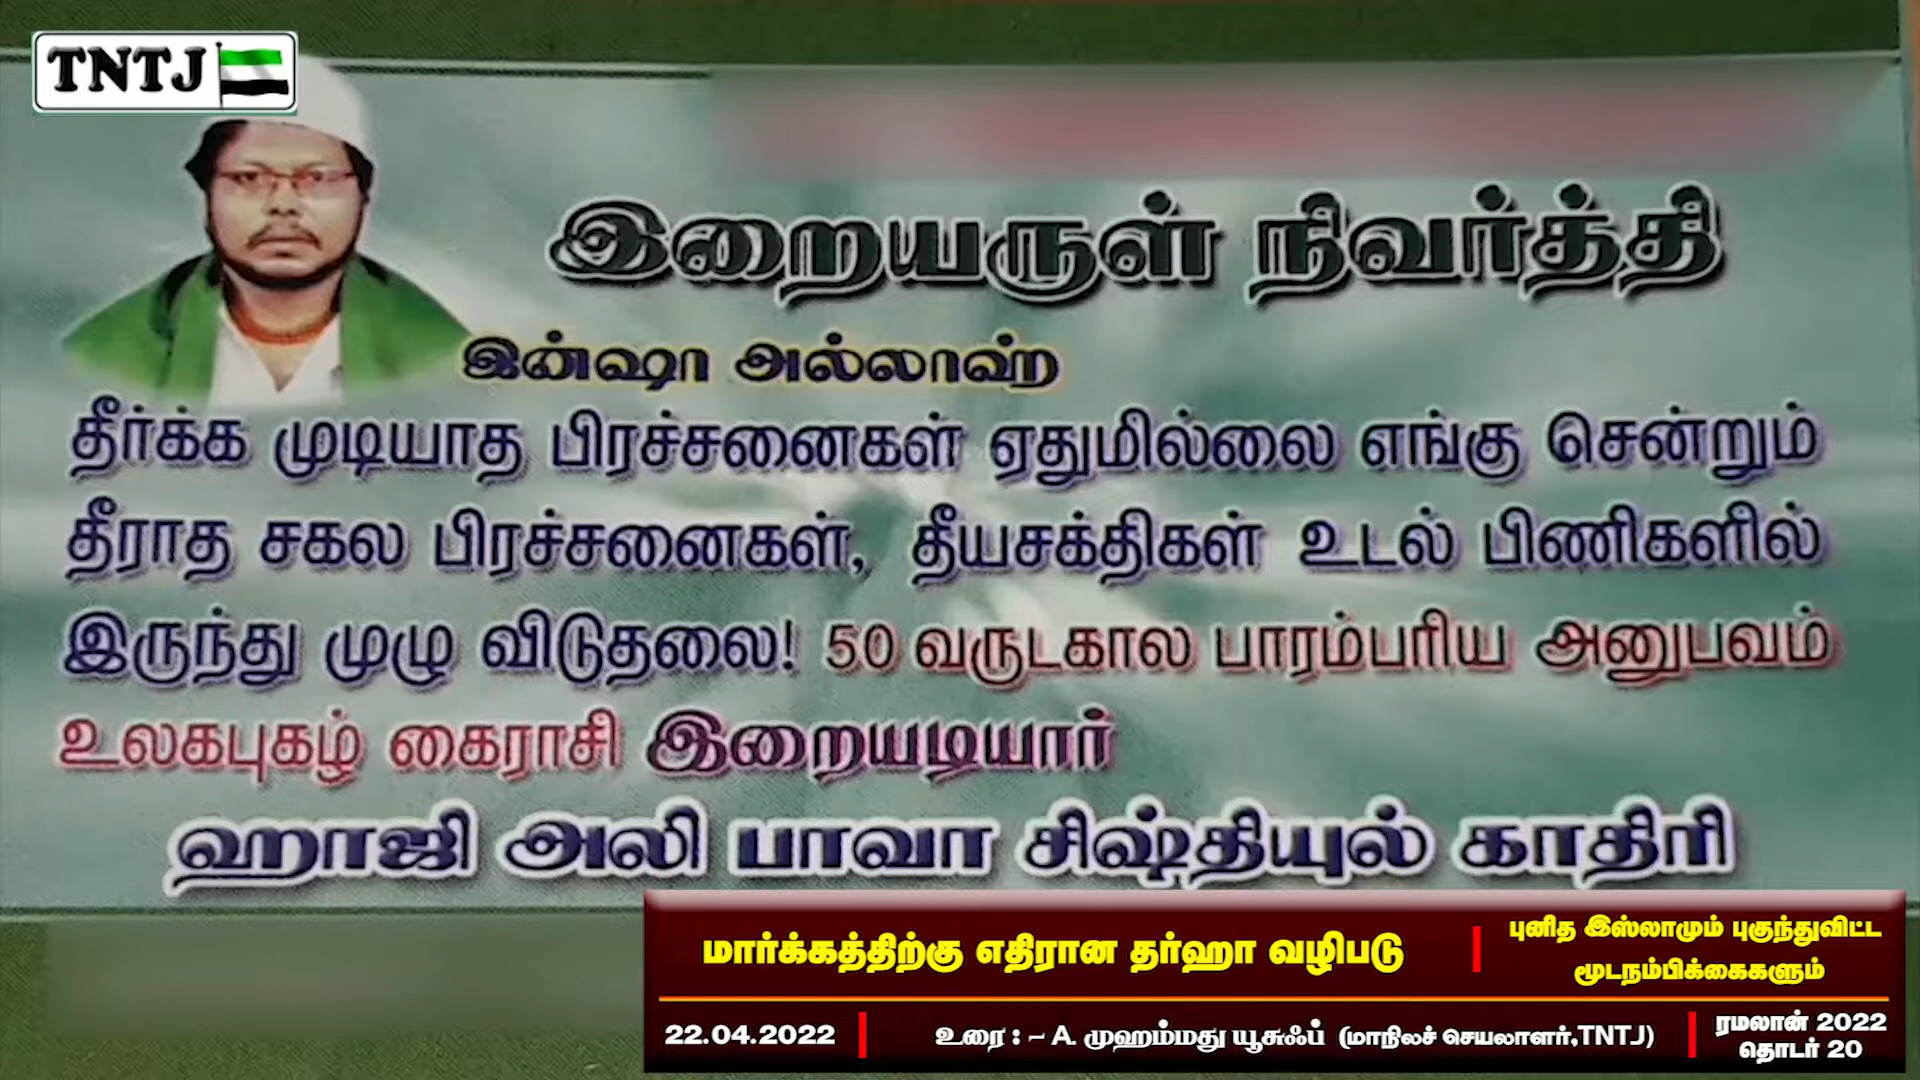 TNTJ
இறையருள் நிவர்த்தி
இன்ஷா அல்லாஹ்
தீர்க்க முடியாத பிரச்சனைகள் ஏதுமில்லை எங்கு சென்றும்
தீராத சகல பிரச்சனைகள், தீயசக்திகள் உடல் பிணிகளில்
இருந்து முழு விடுதலை! 50 வருடகால பாரம்பரிய அனுபவம்
உலகபுகழ் கைராசி இறையடியார்
ஹாஜி அலி பாவா சிஷ்தியுல் காதிரி
மார்க்கத்திற்கு எதிரான தர்ஹா வழிபடு
புனித இஸ்லாமும் புகுந்துவிட்ட
மூடநம்பிக்கைகளும்
22.04.2022
உரை : – A. முஹம்மது யூசுஃப் (மாநிலச் செயலாளர்,TNTJ)
ரமலான் 2022
தொடர் 20